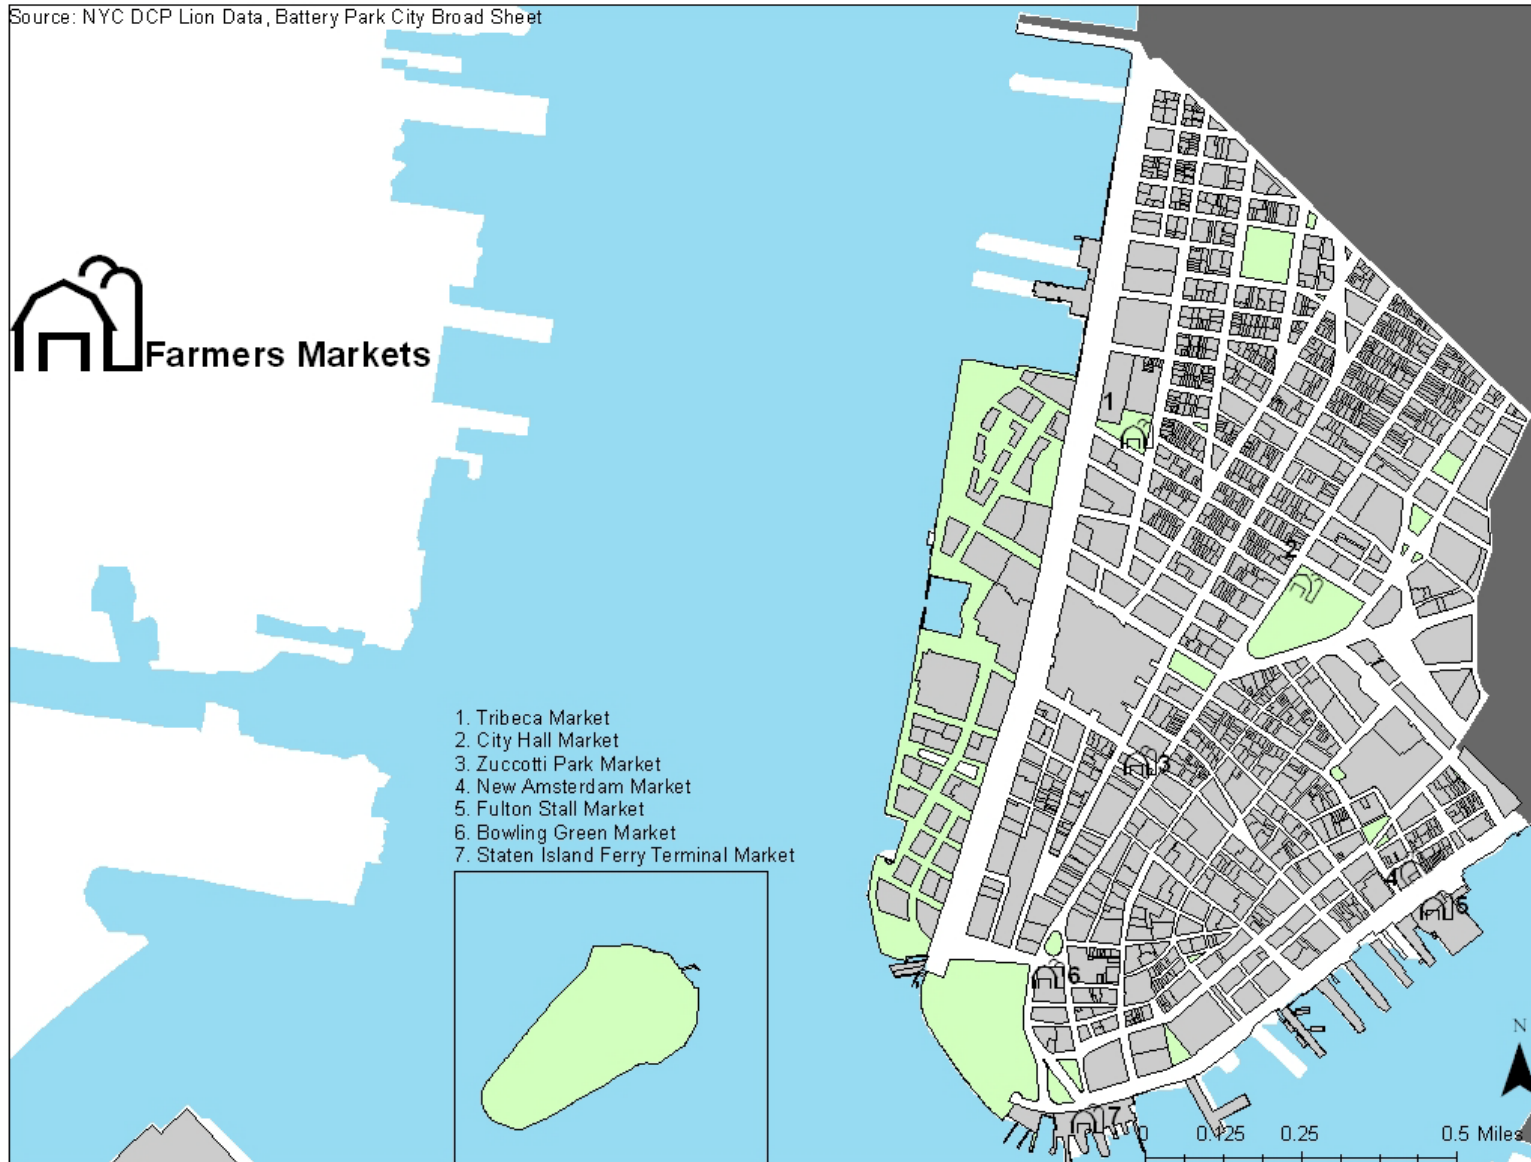 Source: NYC DCP Lion Data, Battery Park City Broad Sheet
Farmers Markets
1
2
1. Tribeca Market
2. City Hall Market
3. Zuccotti Park Market
4. New Amsterdam Market
5. Fulton Stall Market
6. Bowling Green Market
7. Staten Island Ferry Terminal Market
3
4
5
6
N
7
0 0.125 0.25 0.5 Miles